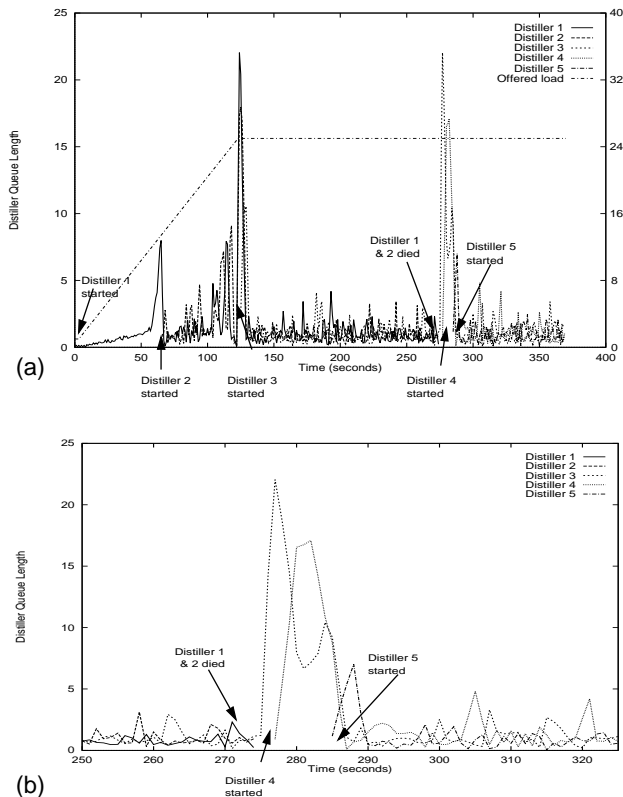 25
20
15
10
5
0
40
32
24
16
8
0
Distiller Queue Length
Distiller 1
Distiller 2
Distiller 3
Distiller 4
Distiller 5
Offered load
Distiller 1
started
Distiller 1
& 2 died
Distiller 5
started
0 50 100 150 200 250 300 350 400
Time (seconds)
Distiller 2
started
Distiller 3
started
Distiller 4
started
(a)
25
20
15
10
5
0
Distiller Queue Length
Distiller 1
Distiller 2
Distiller 3
Distiller 4
Distiller 5
Distiller 1
& 2 died
Distiller 5
started
250 260 270 280 290 300 310 320
Time (seconds)
Distiller 4
started
(b)